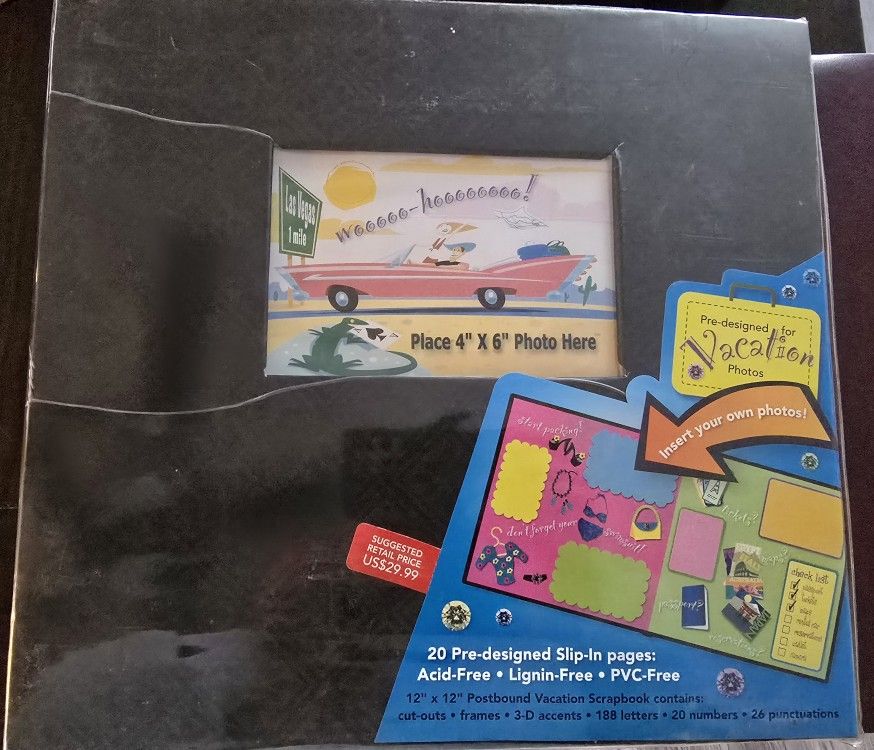 Las Vegas
1 mile
wooooo-hooooooooo!
Place 4" X 6" Photo Here
Pre-designed for
Vacation
Photos
Insert your own photos!
start packing!
don't forget your swimsuit!
tickets?
maps?
passport?
reservations?
check list
SUGGESTED
RETAIL PRICE
US$29.99
20 Pre-designed Slip-In pages:
Acid-Free • Lignin-Free • PVC-Free
12" x 12" Postbound Vacation Scrapbook contains:
cut-outs • frames • 3-D accents • 188 letters • 20 numbers • 26 punctuations